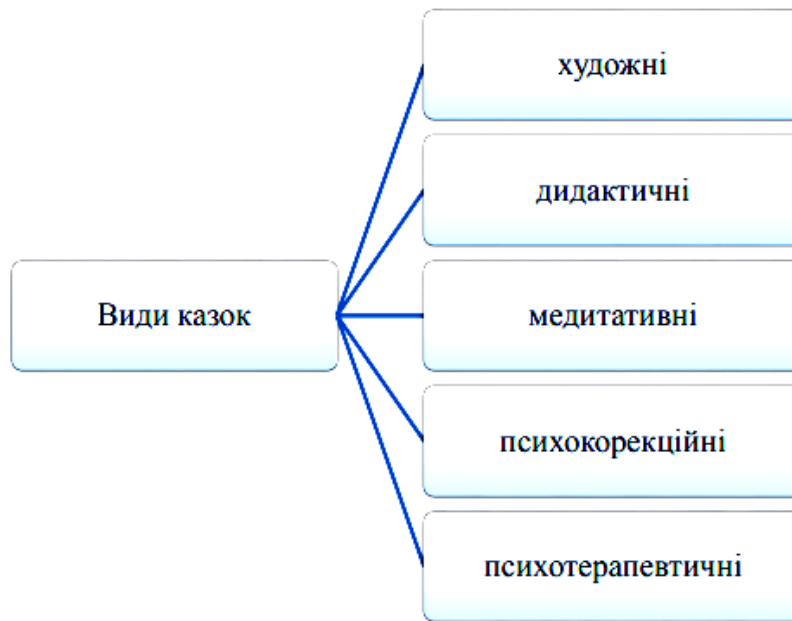 Види казок
художні
дидактичні
медитативні
психокорекційні
психотерапевтичні